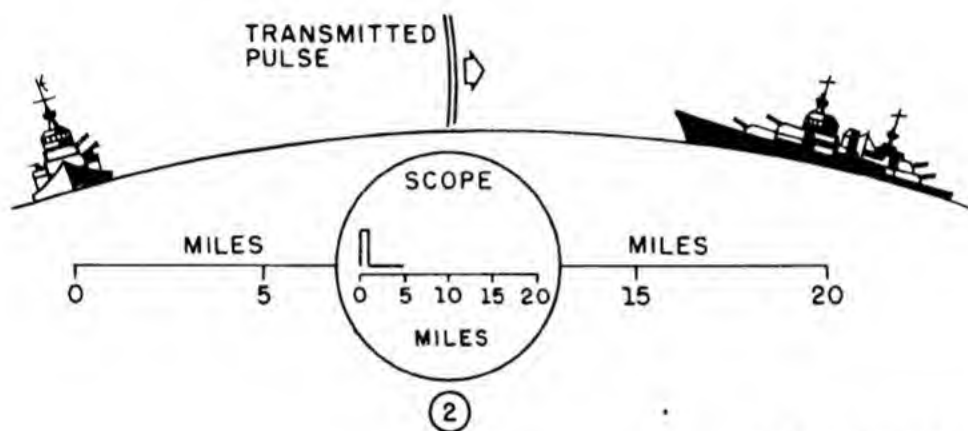 TRANSMITTED
PULSE
SCOPE
MILES
MILES
0 5 15 20
0 5 10 15 20
MILES
2